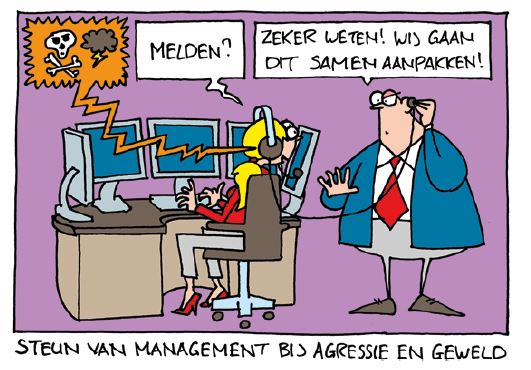 MELDEN?
ZEKER WETEN! WIJ GAAN
DIT SAMEN AANPAKKEN!
STEUN VAN MANAGEMENT BIJ AGRESSIE EN GEWELD